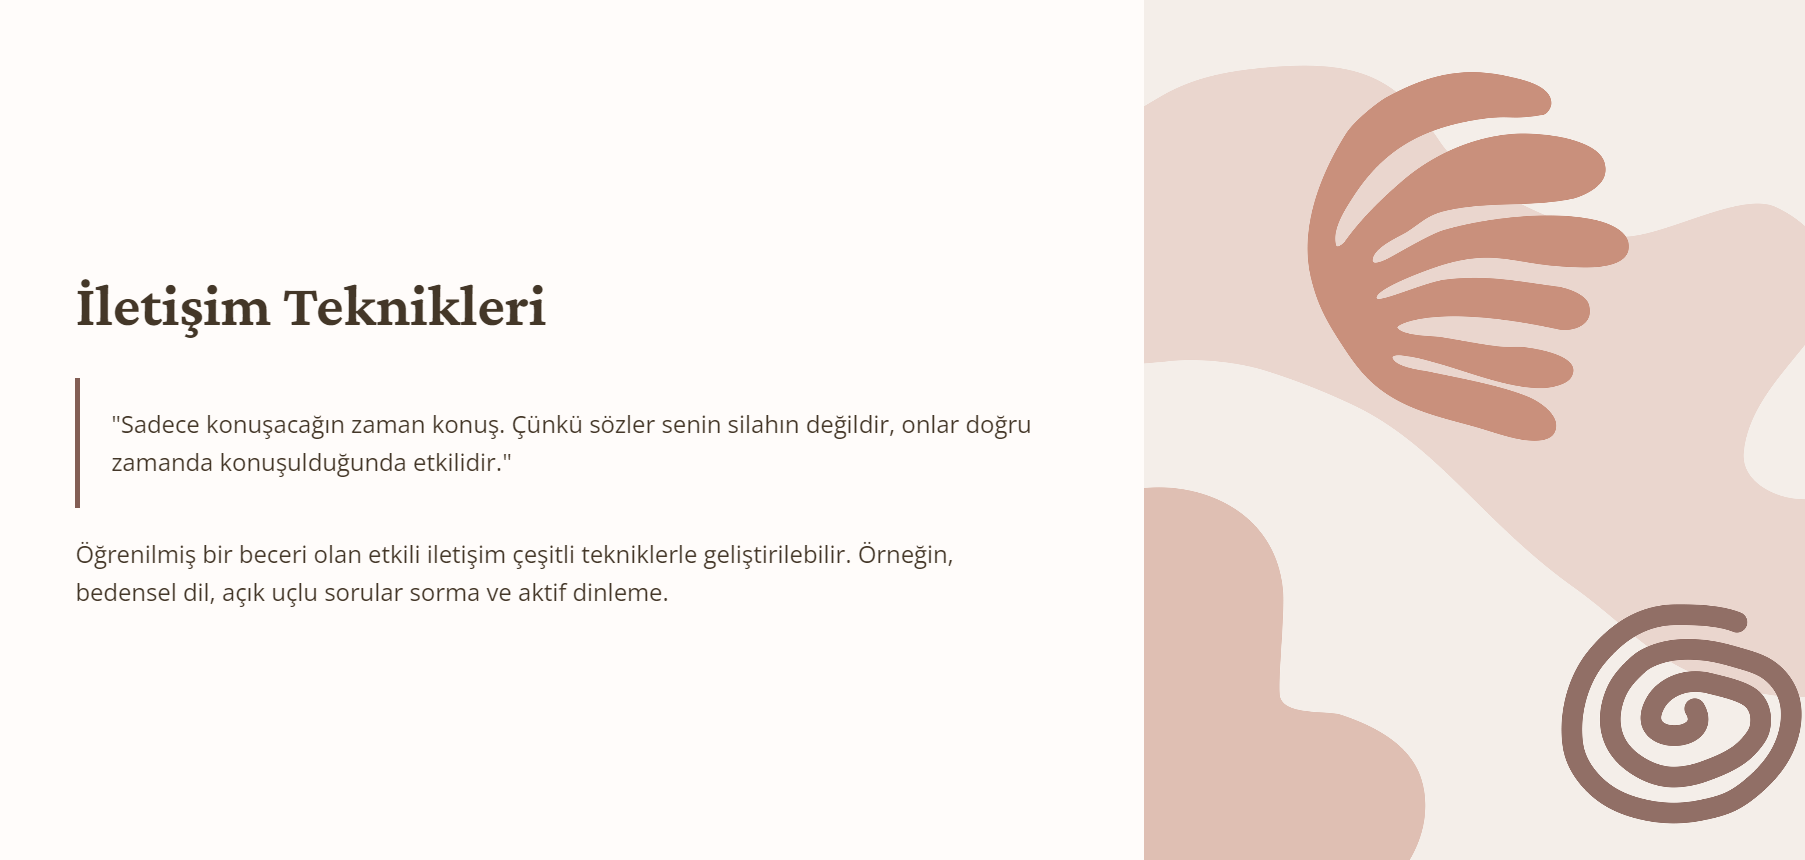 İletişim Teknikleri
"Sadece konuşacağın zaman konuş. Çünkü sözler senin silahın değildir, onlar doğru
zamanda konuşulduğunda etkilidir."
Öğrenilmiş bir beceri olan etkili iletişim çeşitli tekniklerle geliştirilebilir. Örneğin,
bedensel dil, açık uçlu sorular sorma ve aktif dinleme.